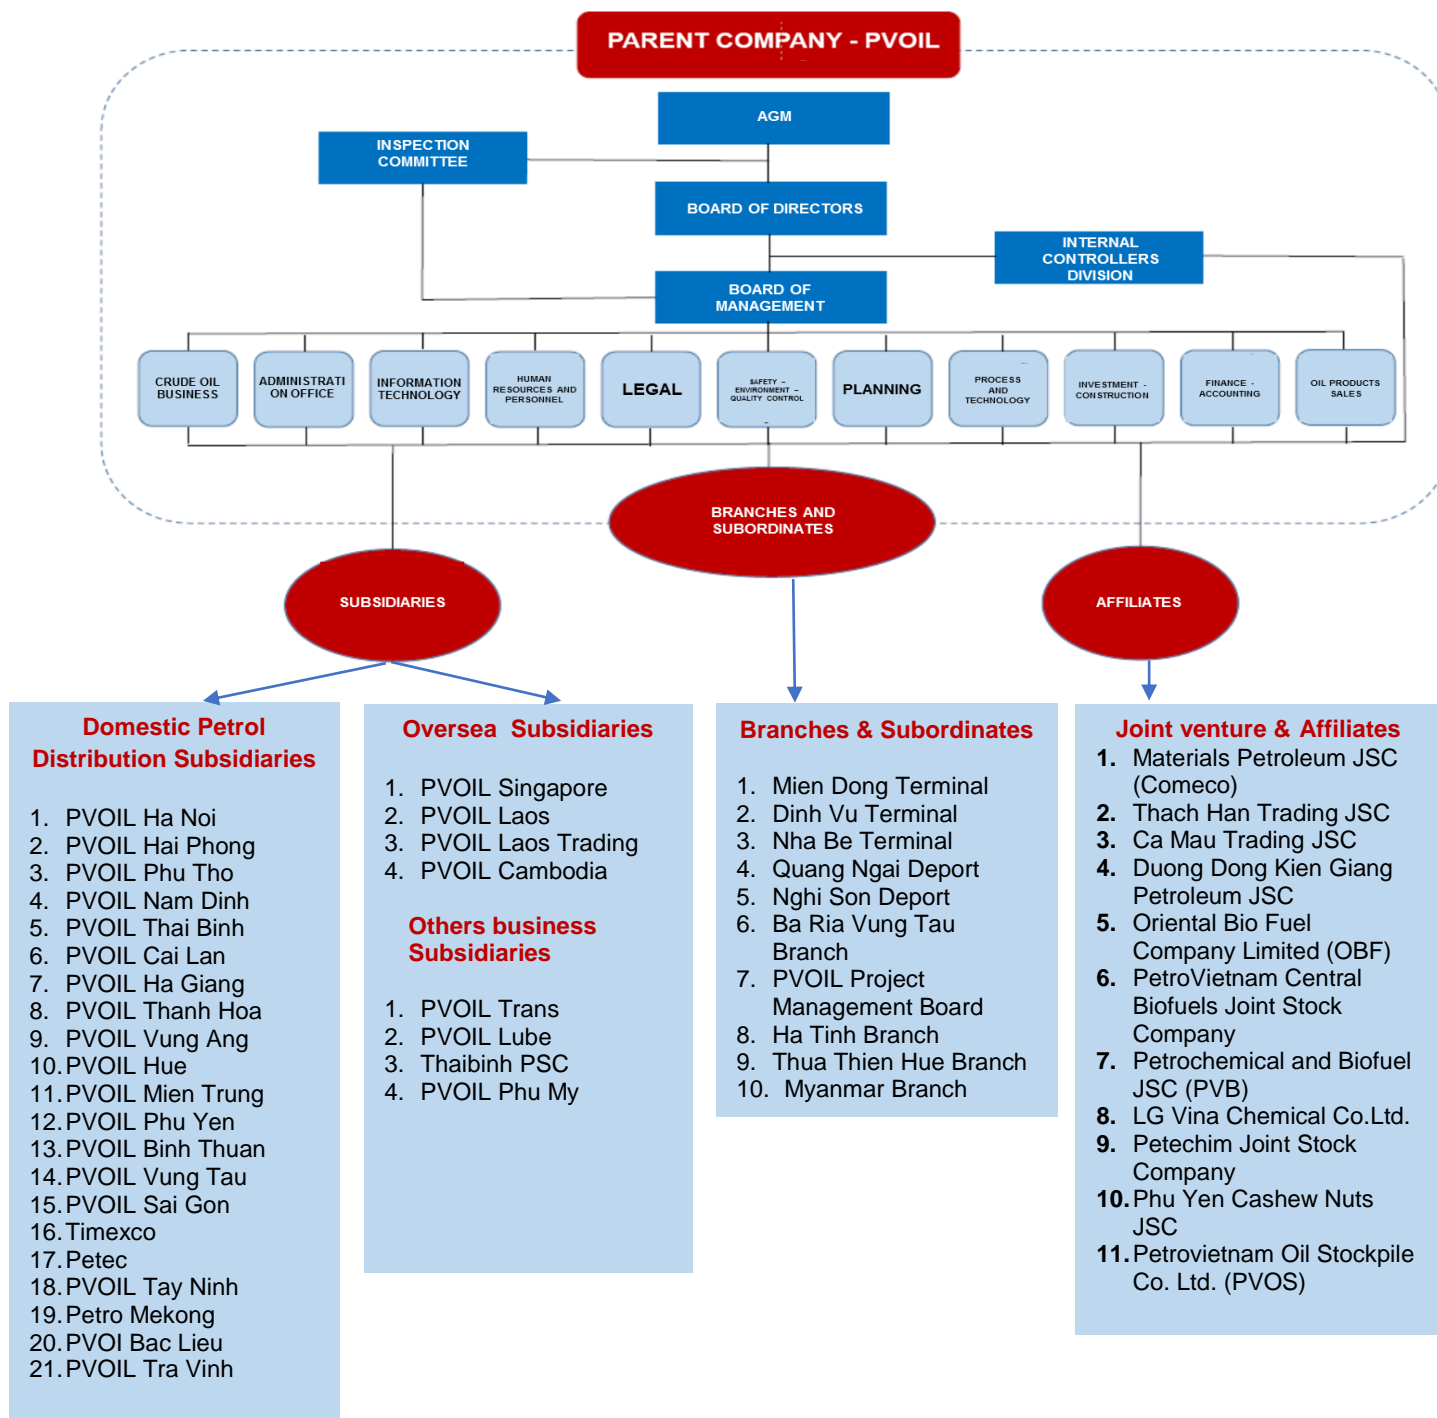 PARENT COMPANY - PVOIL
AGM
INSPECTION
COMMITTEE
BOARD OF DIRECTORS
INTERNAL
CONTROLLERS
DIVISION
BOARD OF
MANAGEMENT
CRUDE OIL
BUSINESS
ADMINISTRATI
ON OFFICE
INFORMATION
TECHNOLOGY
HUMAN
RESOURCES AND
PERSONNEL
LEGAL
SAFETY –
ENVIRONMENT –
QUALITY CONTROL
PLANNING
PROCESS
AND
TECHNOLOGY
INVESTMENT -
CONSTRUCTION
FINANCE -
ACCOUNTING
OIL PRODUCTS
SALES
BRANCHES AND
SUBORDINATES
SUBSIDIARIES
AFFILIATES
Domestic Petrol
Distribution Subsidiaries
1. PVOIL Ha Noi
2. PVOIL Hai Phong
3. PVOIL Phu Tho
4. PVOIL Nam Dinh
5. PVOIL Thai Binh
6. PVOIL Cai Lan
7. PVOIL Ha Giang
8. PVOIL Thanh Hoa
9. PVOIL Vung Ang
10. PVOIL Hue
11. PVOIL Mien Trung
12. PVOIL Phu Yen
13. PVOIL Binh Thuan
14. PVOIL Vung Tau
15. PVOIL Sai Gon
16. Timexco
17. Petec
18. PVOIL Tay Ninh
19. Petro Mekong
20. PVOI Bac Lieu
21. PVOIL Tra Vinh
Oversea Subsidiaries
1. PVOIL Singapore
2. PVOIL Laos
3. PVOIL Laos Trading
4. PVOIL Cambodia
Others business
Subsidiaries
1. PVOIL Trans
2. PVOIL Lube
3. Thaibinh PSC
4. PVOIL Phu My
Branches & Subordinates
1. Mien Dong Terminal
2. Dinh Vu Terminal
3. Nha Be Terminal
4. Quang Ngai Deport
5. Nghi Son Deport
6. Ba Ria Vung Tau
Branch
7. PVOIL Project
Management Board
8. Ha Tinh Branch
9. Thua Thien Hue Branch
10. Myanmar Branch
Joint venture & Affiliates
1. Materials Petroleum JSC
(Comeco)
2. Thach Han Trading JSC
3. Ca Mau Trading JSC
4. Duong Dong Kien Giang
Petroleum JSC
5. Oriental Bio Fuel
Company Limited (OBF)
6. PetroVietnam Central
Biofuels Joint Stock
Company
7. Petrochemical and Biofuel
JSC (PVB)
8. LG Vina Chemical Co.Ltd.
9. Petechim Joint Stock
Company
10. Phu Yen Cashew Nuts
JSC
11. Petrovietnam Oil Stockpile
Co. Ltd. (PVOS)